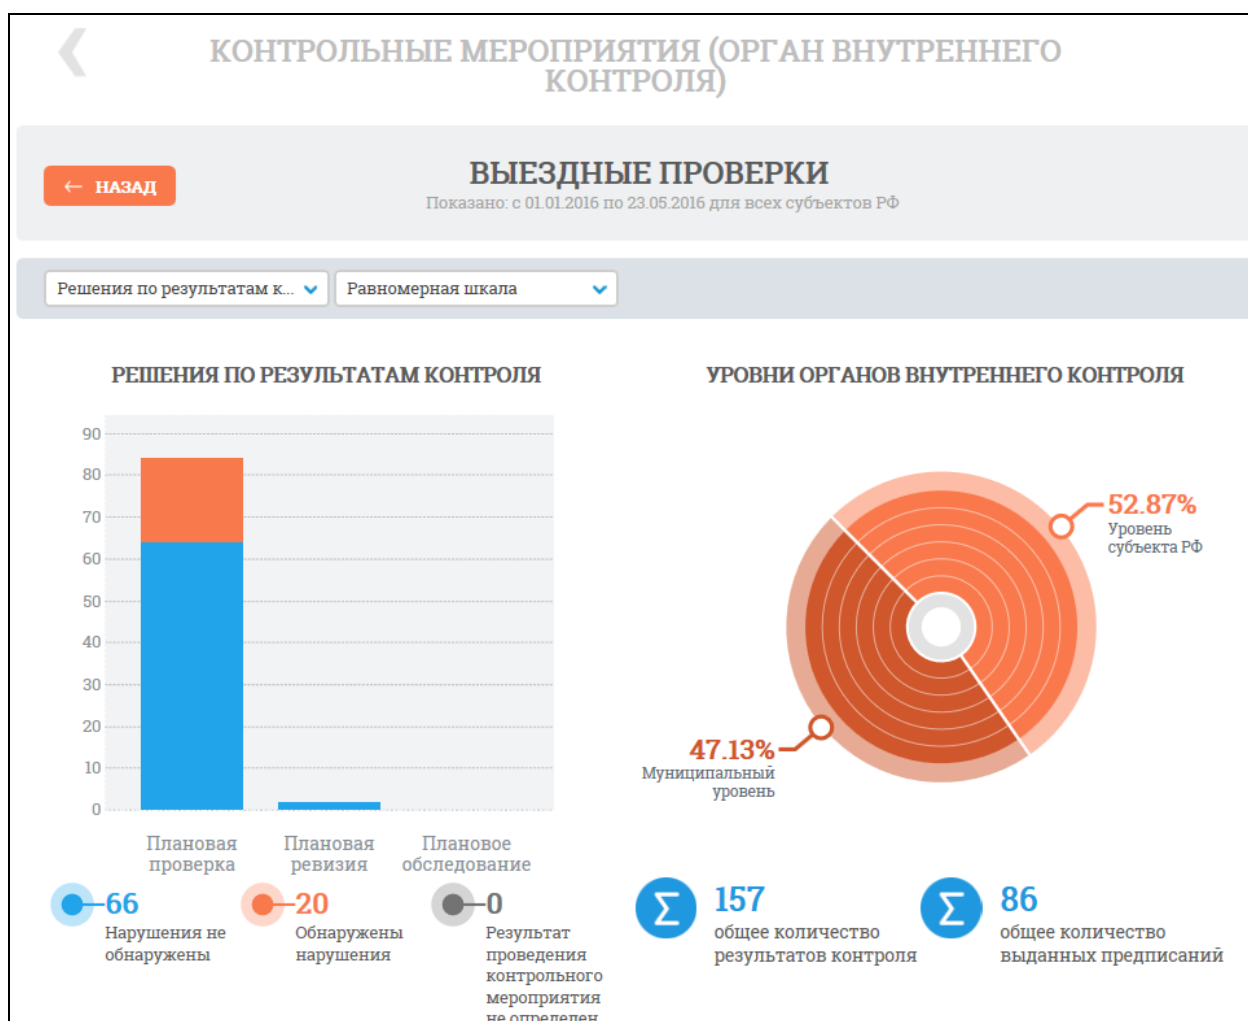 КОНТРОЛЬНЫЕ МЕРОПРИЯТИЯ (ОРГАН ВНУТРЕННЕГО
КОНТРОЛЯ)
← НАЗАД
ВЫЕЗДНЫЕ ПРОВЕРКИ
Показано: с 01.01.2016 по 23.05.2016 для всех субъектов РФ
Решения по результатам к...
Равномерная шкала
РЕШЕНИЯ ПО РЕЗУЛЬТАТАМ КОНТРОЛЯ
90
80
70
60
50
40
30
20
10
0
Плановая
проверка
Плановая
ревизия
Плановое
обследование
66
Нарушения не
обнаружены
20
Обнаружены
нарушения
0
Результат
проведения
контрольного
мероприятия
не определен
УРОВНИ ОРГАНОВ ВНУТРЕННЕГО КОНТРОЛЯ
52.87%
Уровень
субъекта РФ
47.13%
Муниципальный
уровень
Σ
157
общее количество
результатов контроля
Σ
86
общее количество
выданных предписаний